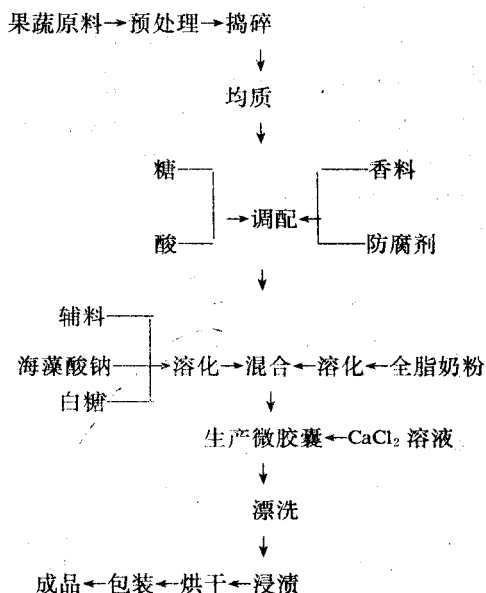 果蔬原料→预处理→捣碎
↓
均质
↓
糖 香料
→调配←
酸 防腐剂
↓
辅料
海藻酸钠→溶化→混合←溶化←全脂奶粉
白糖
↓
生产微胶囊←CaCl₂ 溶液
↓
漂洗
↓
成品←包装←烘干←浸渍